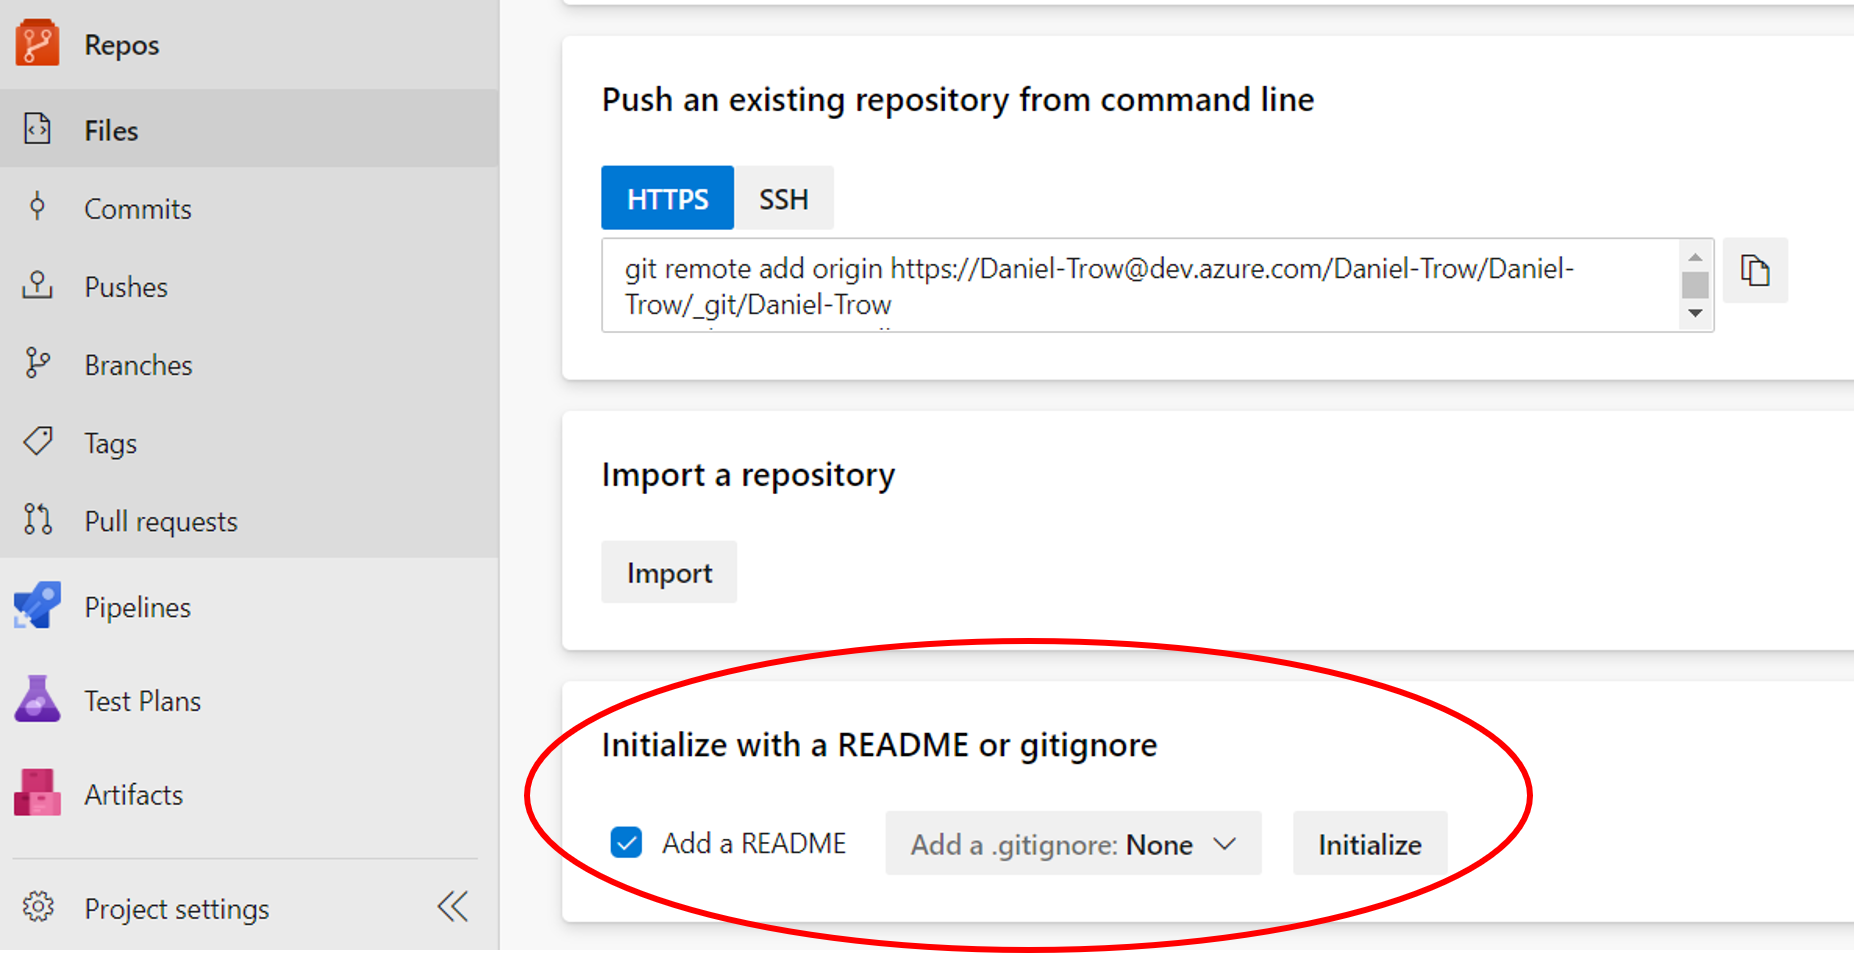 Repos
Files
Commits
Pushes
Branches
Tags
Pull requests
Pipelines
Test Plans
Artifacts
Project settings
Push an existing repository from command line
HTTPS SSH
git remote add origin https://Daniel-Trow@dev.azure.com/Daniel-Trow/Daniel-
Trow/_git/Daniel-Trow
Import a repository
Import
Initialize with a README or gitignore
Add a README Add a .gitignore: None Initialize